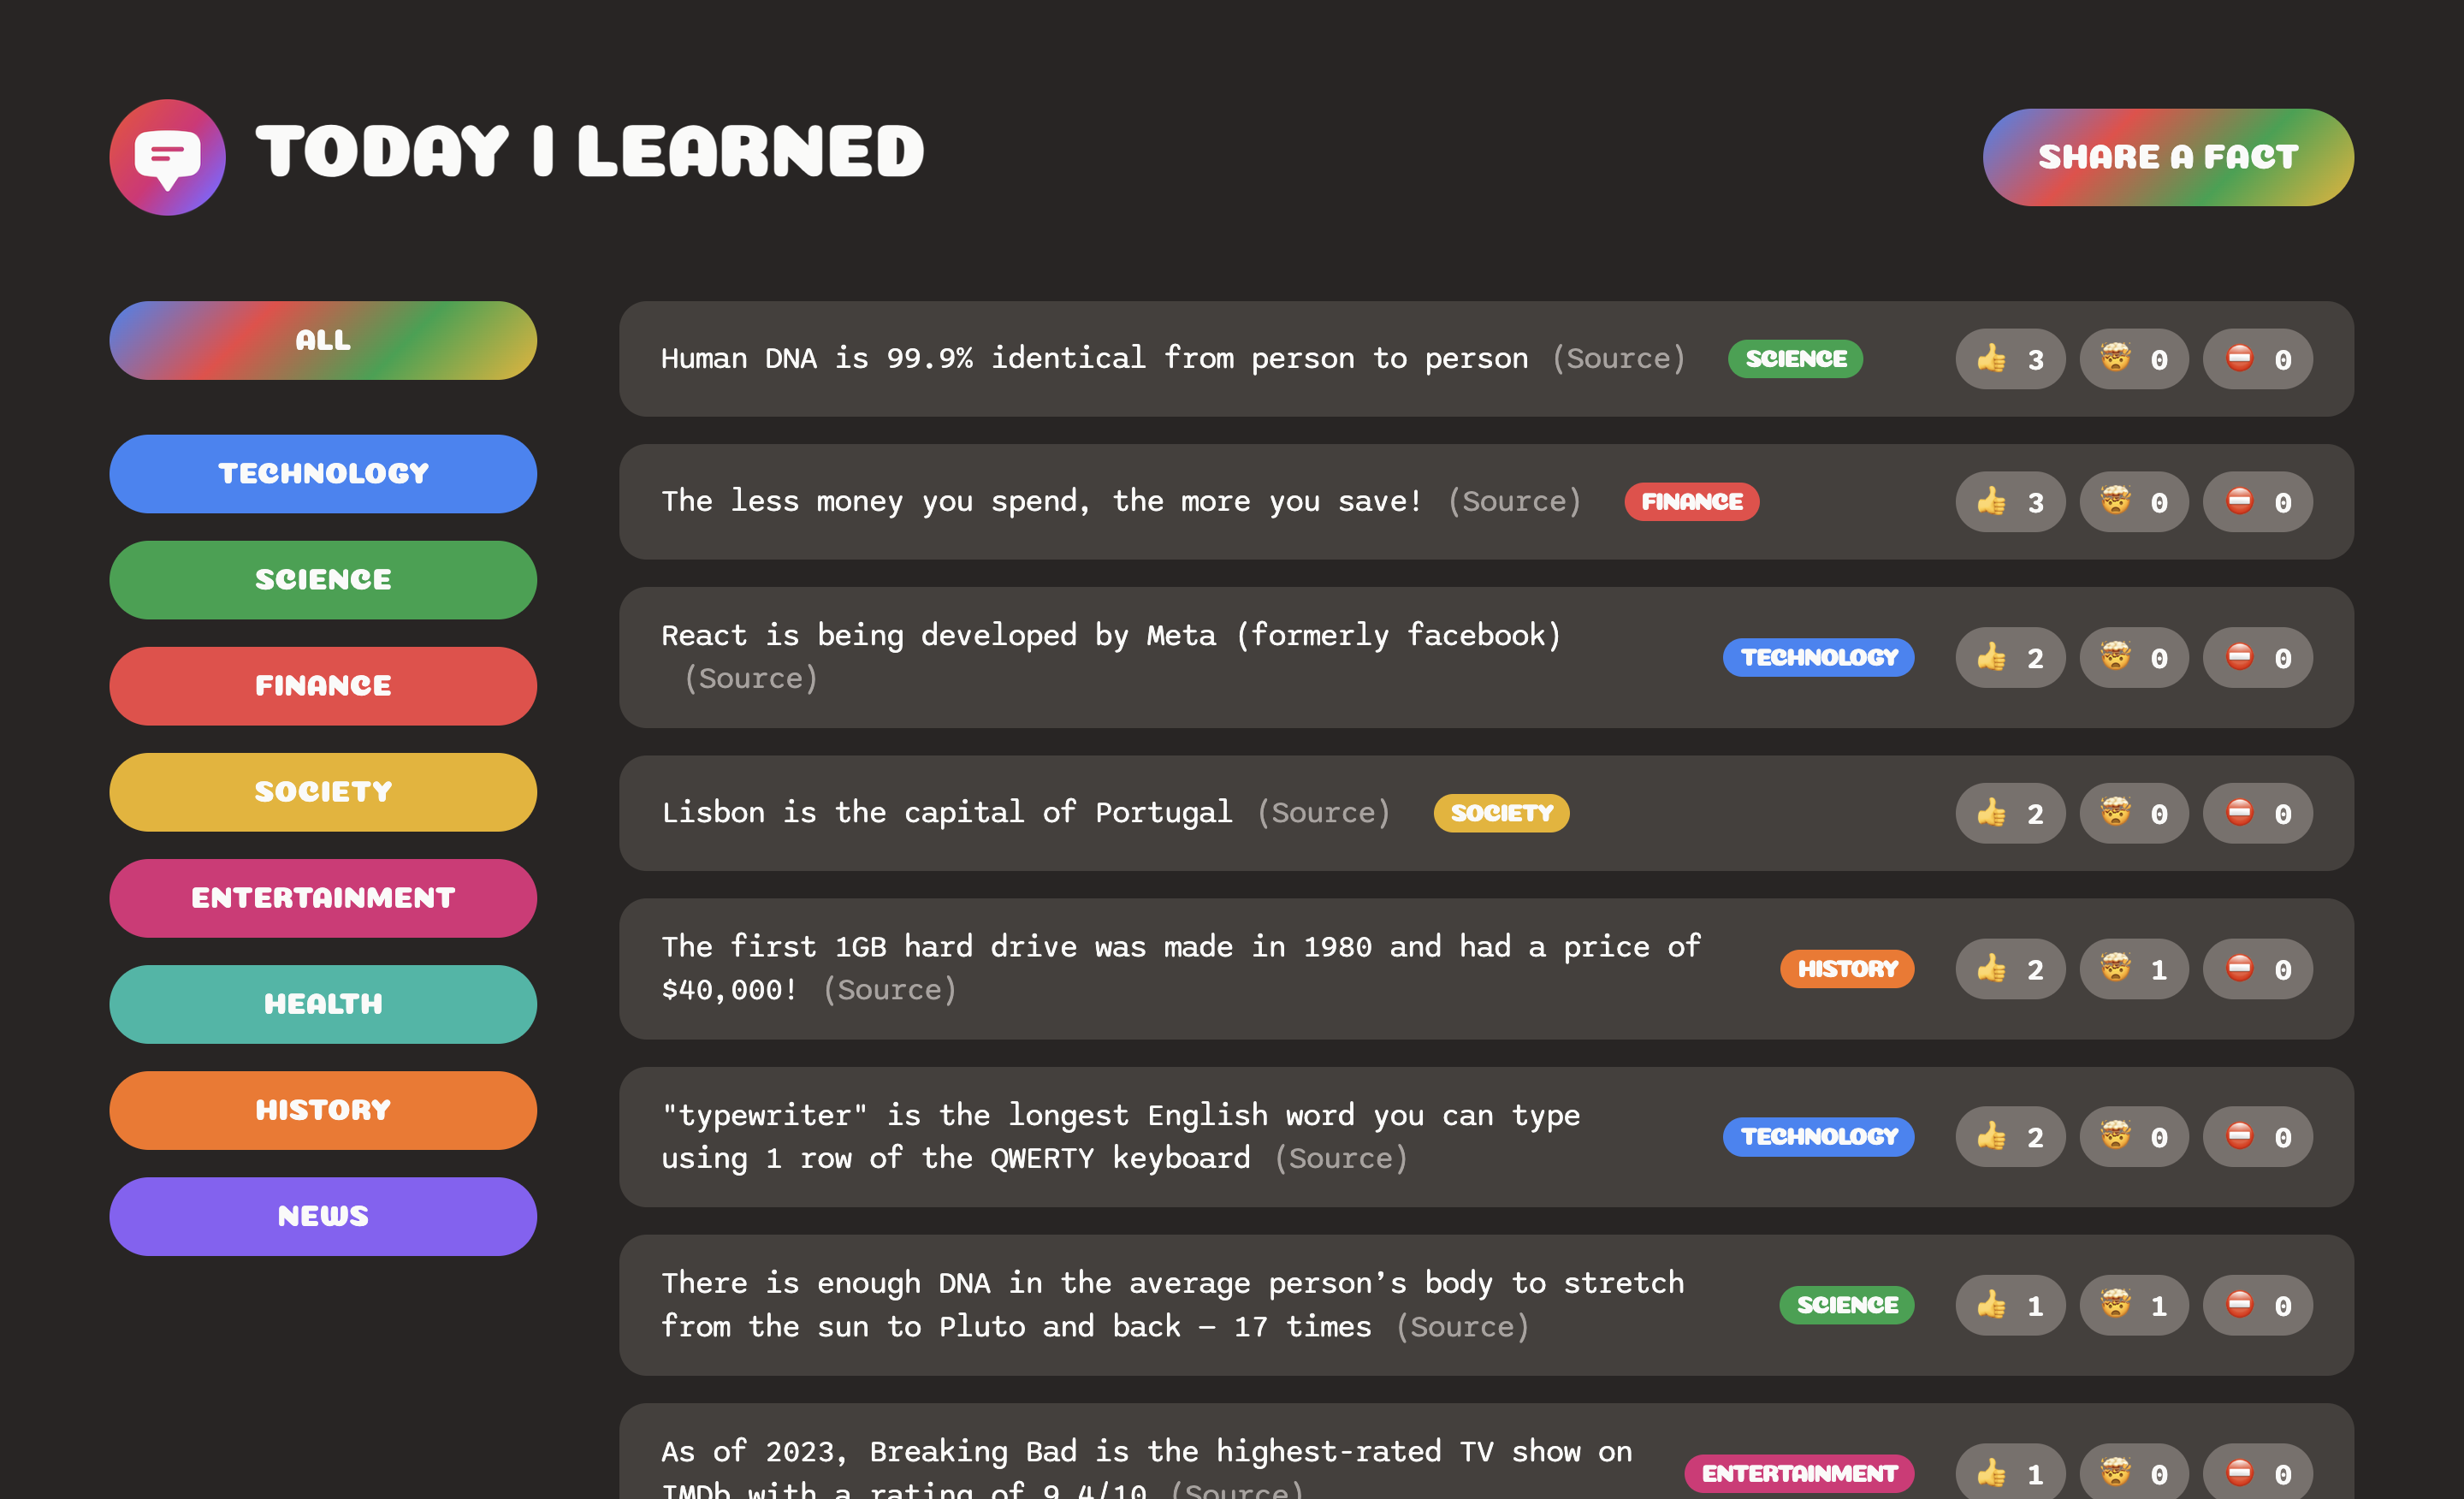 TODAY I LEARNED
SHARE A FACT
ALL
TECHNOLOGY
SCIENCE
FINANCE
SOCIETY
ENTERTAINMENT
HEALTH
HISTORY
NEWS
Human DNA is 99.9% identical from person to person (Source) SCIENCE 👍 3 🤯 0 ⛔ 0
The less money you spend, the more you save! (Source) FINANCE 👍 3 🤯 0 ⛔ 0
React is being developed by Meta (formerly facebook)
(Source)
TECHNOLOGY 👍 2 🤯 0 ⛔ 0
Lisbon is the capital of Portugal (Source) SOCIETY 👍 2 🤯 0 ⛔ 0
The first 1GB hard drive was made in 1980 and had a price of
$40,000! (Source)
HISTORY 👍 2 🤯 1 ⛔ 0
"typewriter" is the longest English word you can type
using 1 row of the QWERTY keyboard (Source)
TECHNOLOGY 👍 2 🤯 0 ⛔ 0
There is enough DNA in the average person’s body to stretch
from the sun to Pluto and back — 17 times (Source)
SCIENCE 👍 1 🤯 1 ⛔ 0
As of 2023, Breaking Bad is the highest-rated TV show on
IMDb with a rating of 9.4/10 (Source)
ENTERTAINMENT 👍 1 🤯 0 ⛔ 0